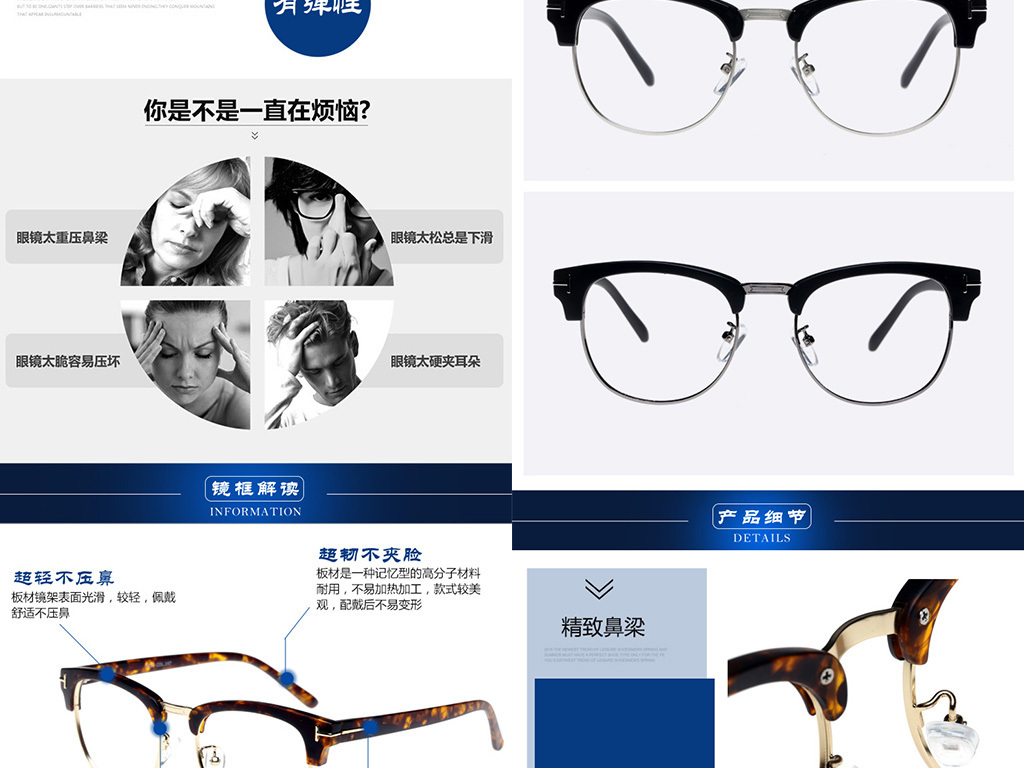 BUT TO BE ONE GIANTS STEP OVER BARRIERS THAT SEEM NEVER ENDING THEY CONQUER MOUNTAINS
THAT APPEAR INSURMOUNTABLE
有弹性
你是不是一直在烦恼?
眼镜太重压鼻梁
眼镜太松总是下滑
眼镜太脆容易压坏
眼镜太硬夹耳朵
镜框解读
INFORMATION
超轻不压鼻
板材镜架表面光滑，较轻，佩戴
舒适不压鼻
超韧不夹脸
板材是一种记忆型的高分子材料
耐用，不易加热加工，款式较美
观，配戴后不易变形
产品细节
DETAILS
精致鼻梁